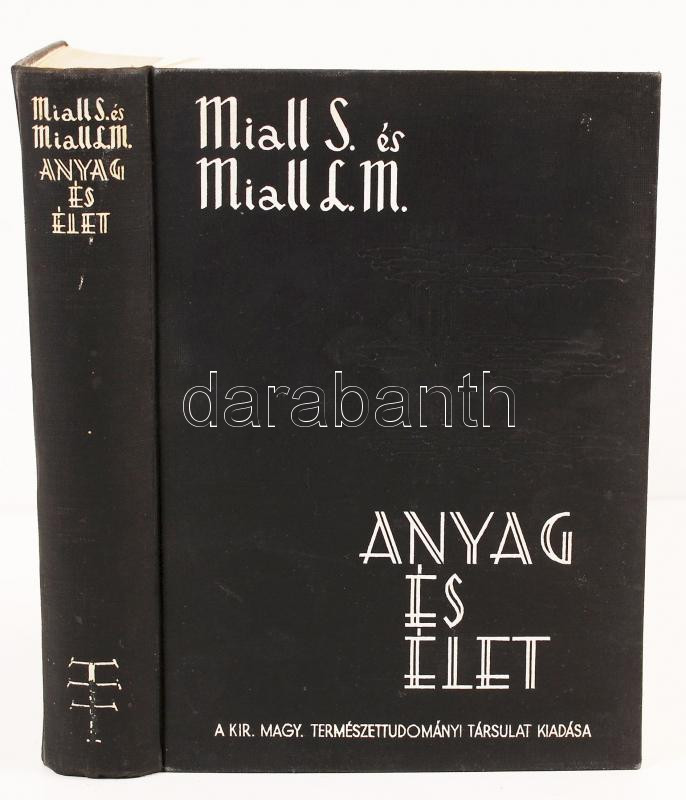 Miall S. és
Miall L.M.
ANYAG
ÉS
ÉLET
Miall S. és
Miall L.M.
darabanth
ANYAG
ÉS
ÉLET
A KIR. MAGY. TERMÉSZETTUDOMÁNYI TÁRSULAT KIADÁSA